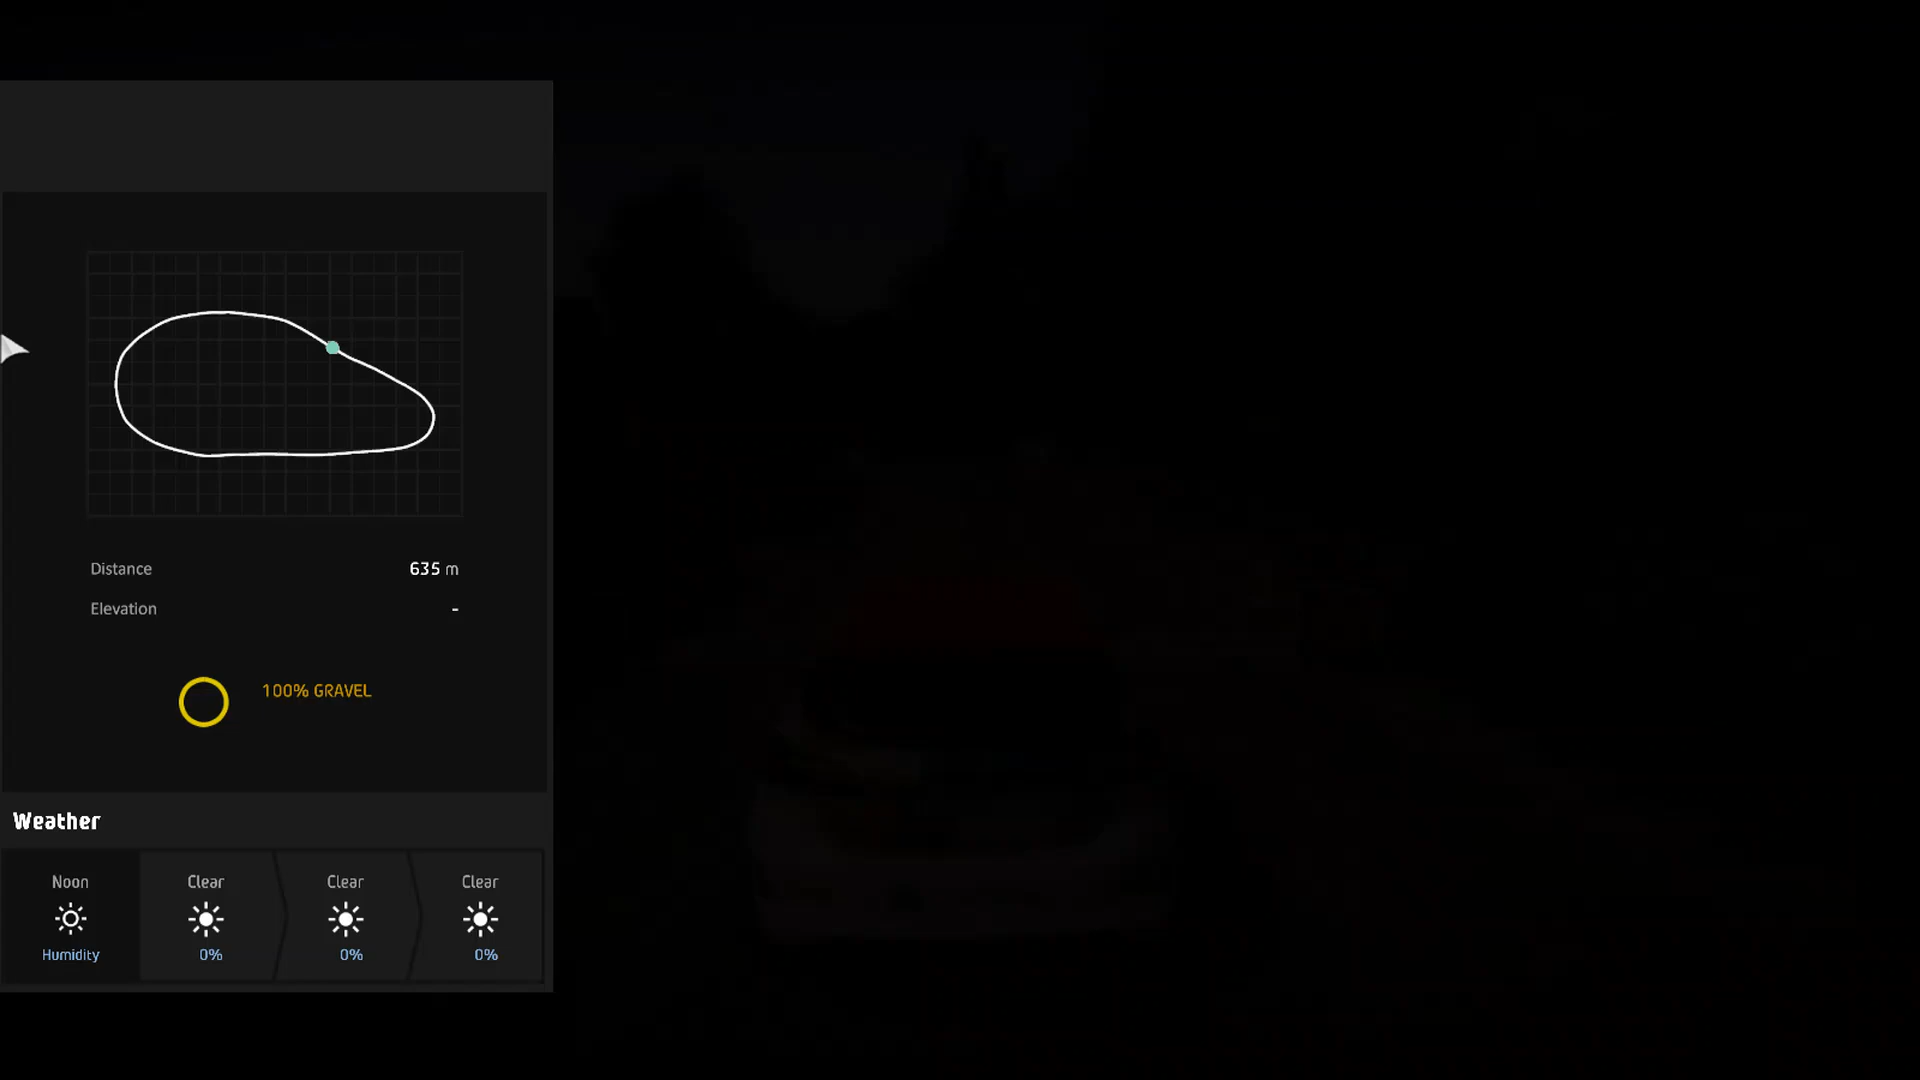 Distance 635 m
Elevation -
100% GRAVEL
Weather
Noon Clear Clear Clear
Humidity 0% 0% 0%